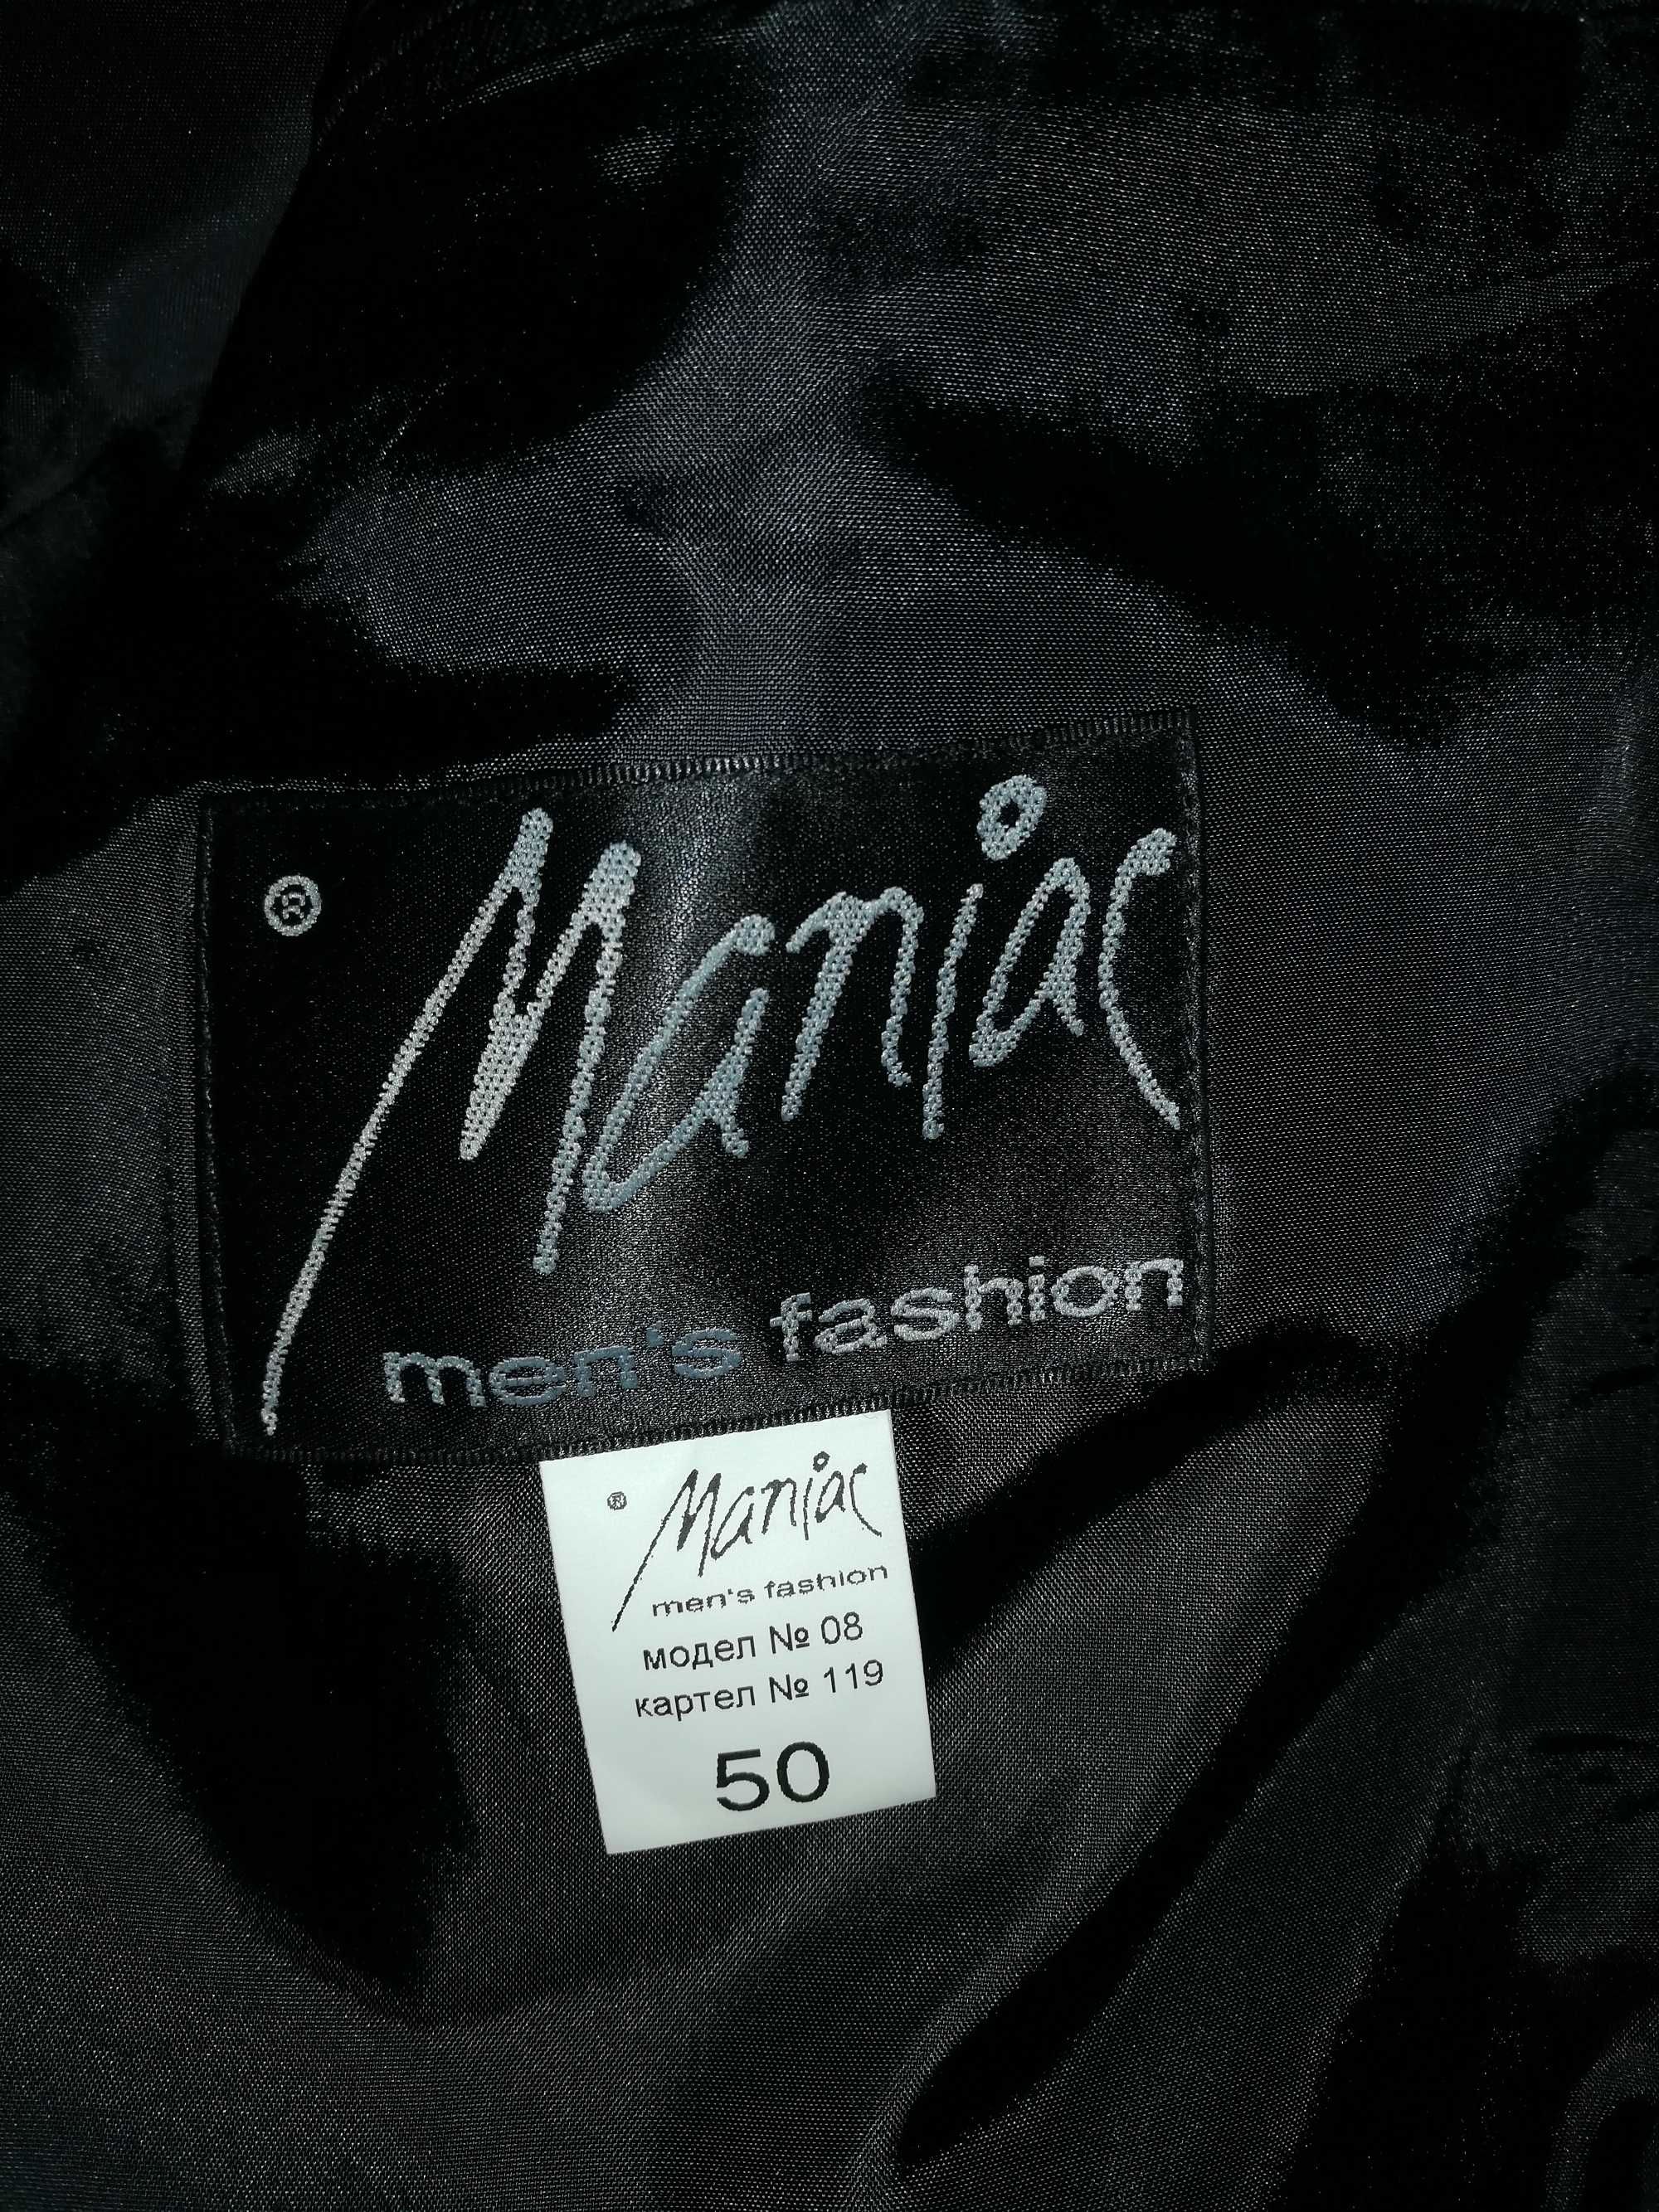 ®
Maniac
men's fashion
®
Maniac
men's fashion
модел № 08
картел № 119
50